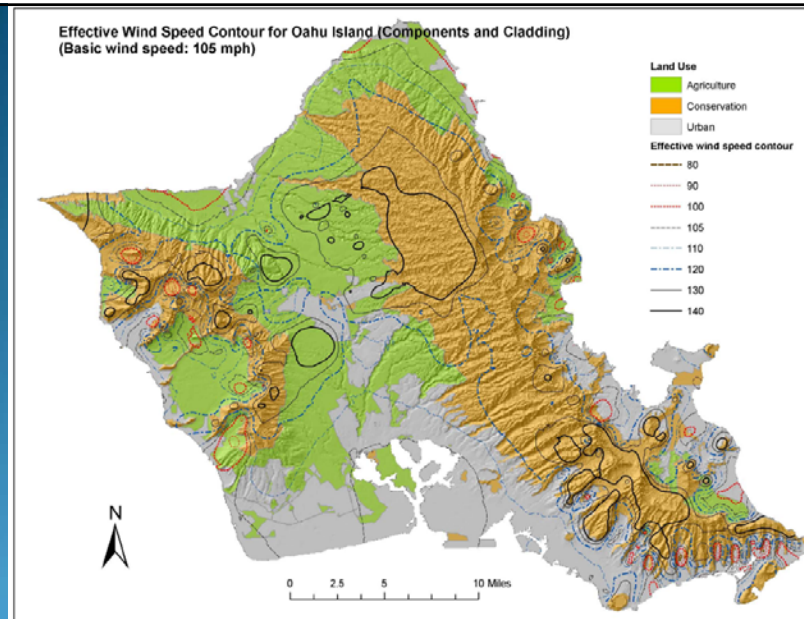 Effective Wind Speed Contour for Oahu Island (Components and Cladding)
(Basic wind speed: 105 mph)
Land Use
Agriculture
Conservation
Urban
Effective wind speed contour
80
90
100
105
110
120
130
140
N
0 2.5 5 10 Miles